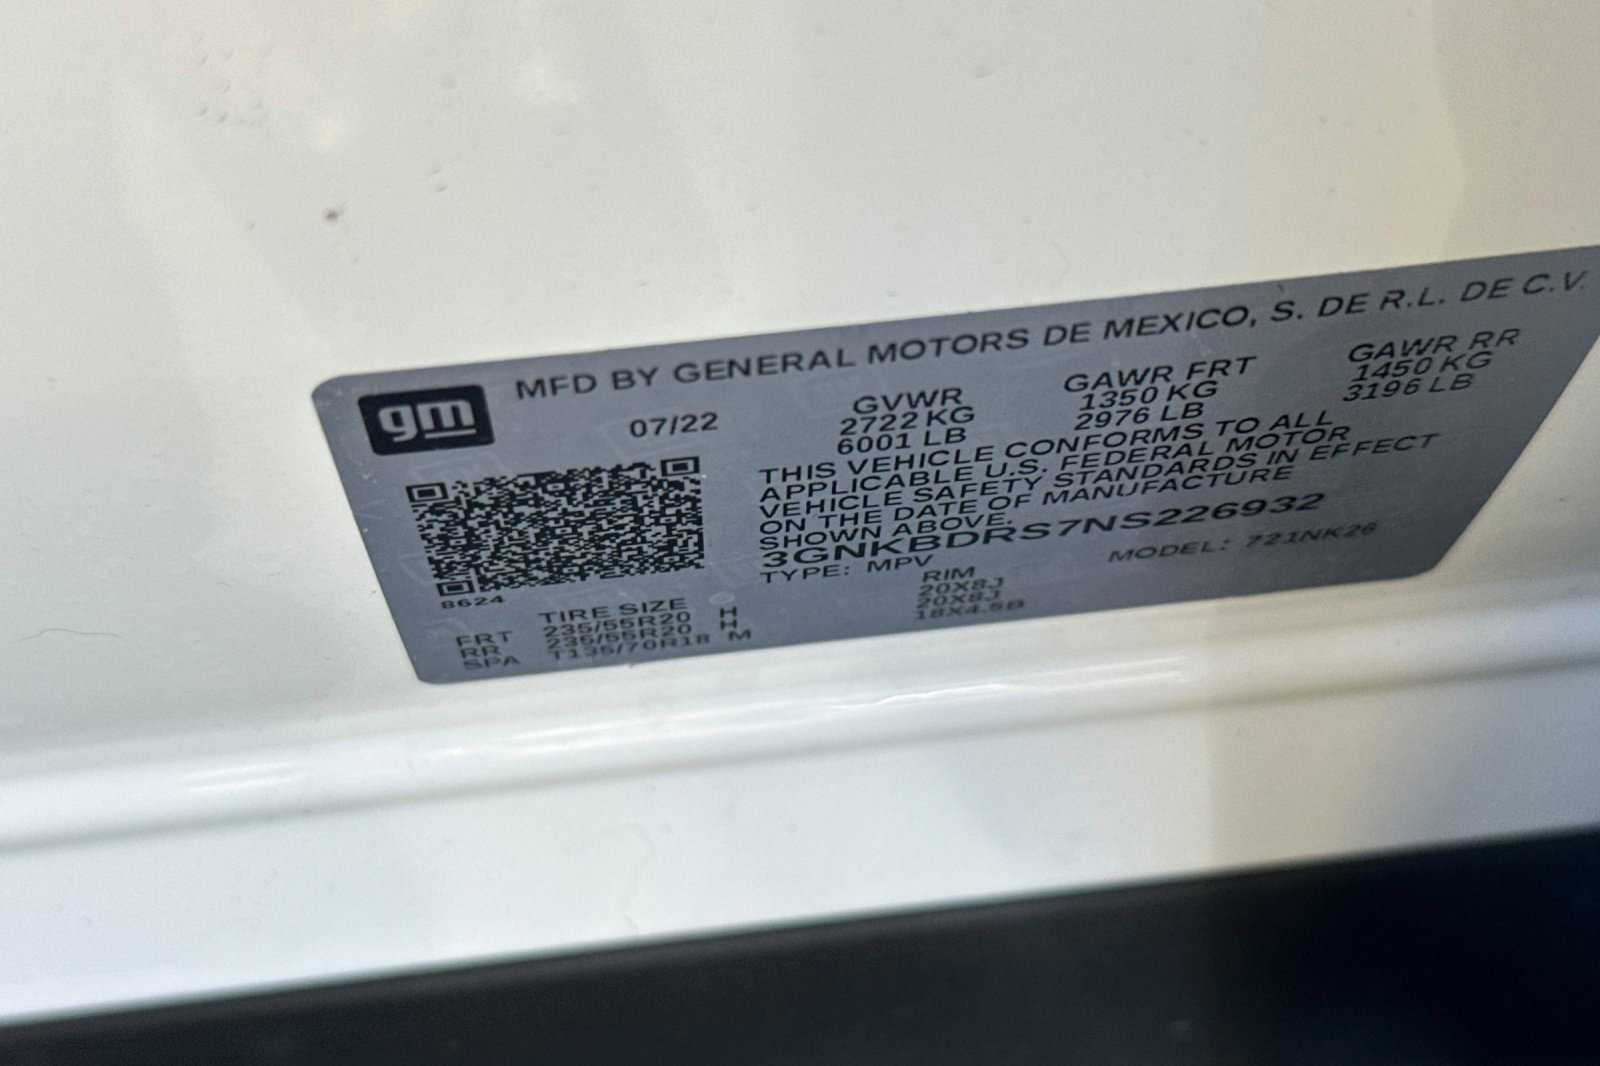 MFD BY GENERAL MOTORS DE MEXICO, S. DE R.L. DE C.V.
gm
07/22
GVWR
2722 KG
6001 LB
GAWR FRT
1350 KG
2976 LB
GAWR RR
1450 KG
3196 LB
THIS VEHICLE CONFORMS TO ALL
APPLICABLE U.S. FEDERAL MOTOR
VEHICLE SAFETY STANDARDS IN EFFECT
ON THE DATE OF MANUFACTURE
SHOWN ABOVE.
3GNKBDRS7NS226932
TYPE: MPV
MODEL: 721NK26
8624
TIRE SIZE
RIM
FRT 235/55R20 H 20X8J
RR 235/55R20 H 20X8J
SPA T135/70R18 M 18X4.5B